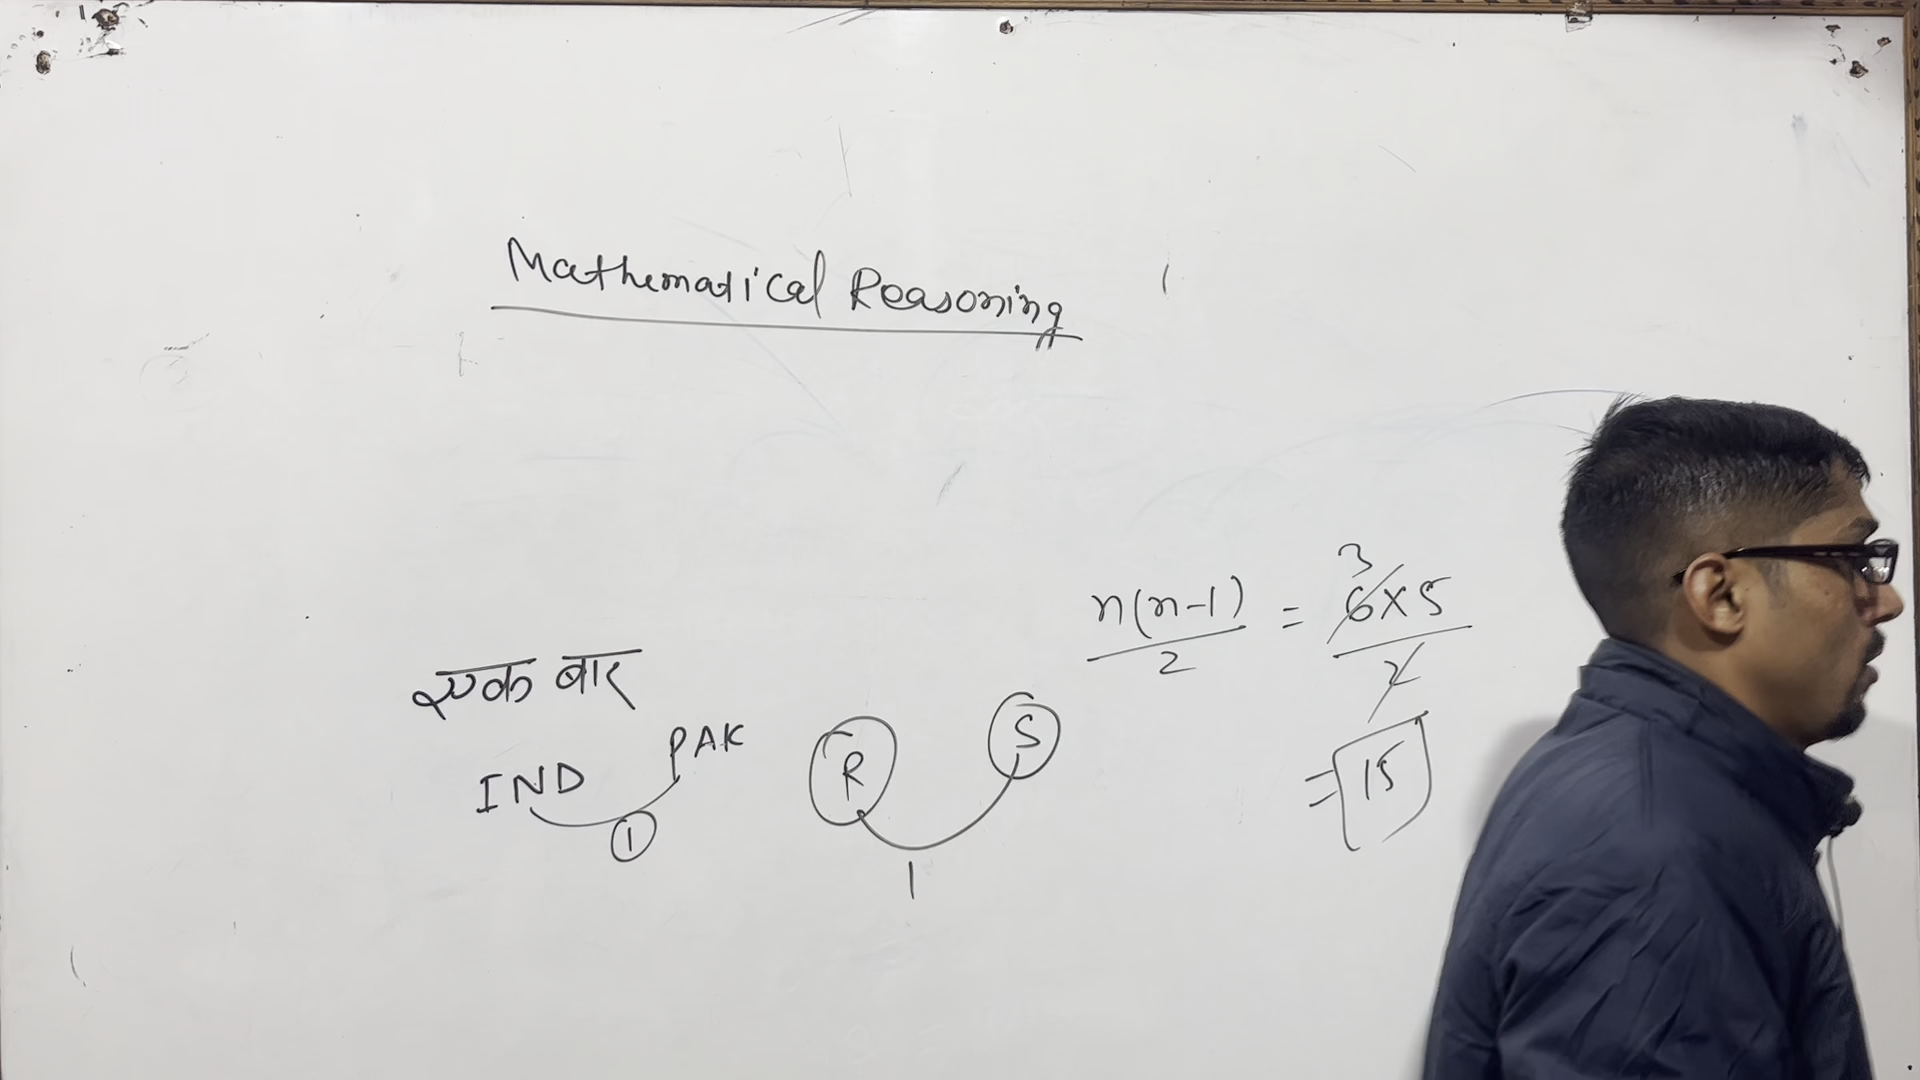 Mathematical Reasoning
n(n-1)/2 = 6×5/2
3
= 15
एक बार
IND PAK
1
R S
1